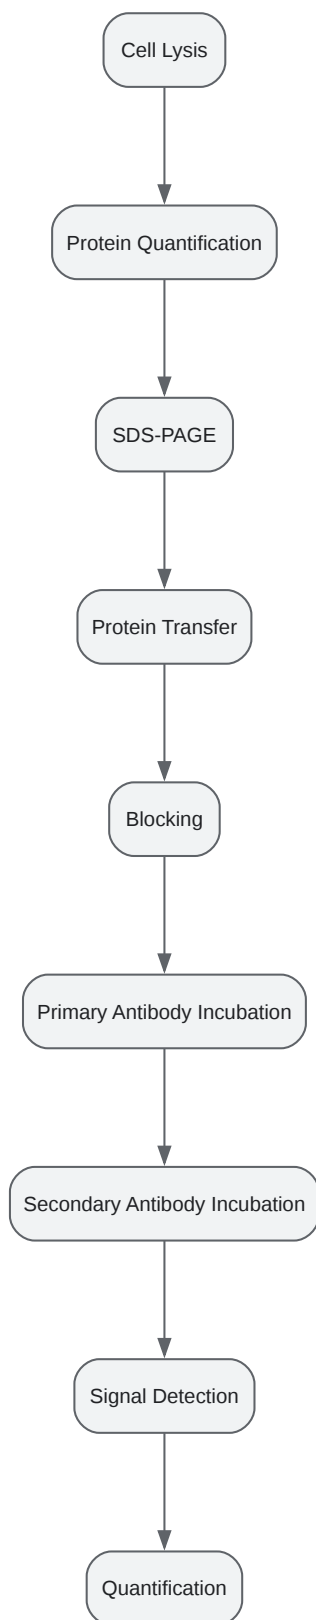 Cell Lysis
Protein Quantification
SDS-PAGE
Protein Transfer
Blocking
Primary Antibody Incubation
Secondary Antibody Incubation
Signal Detection
Quantification